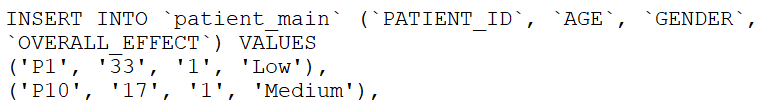 INSERT INTO `patient_main` (`PATIENT_ID`, `AGE`, `GENDER`,
`OVERALL_EFFECT`) VALUES
('P1', '33', '1', 'Low'),
('P10', '17', '1', 'Medium'),